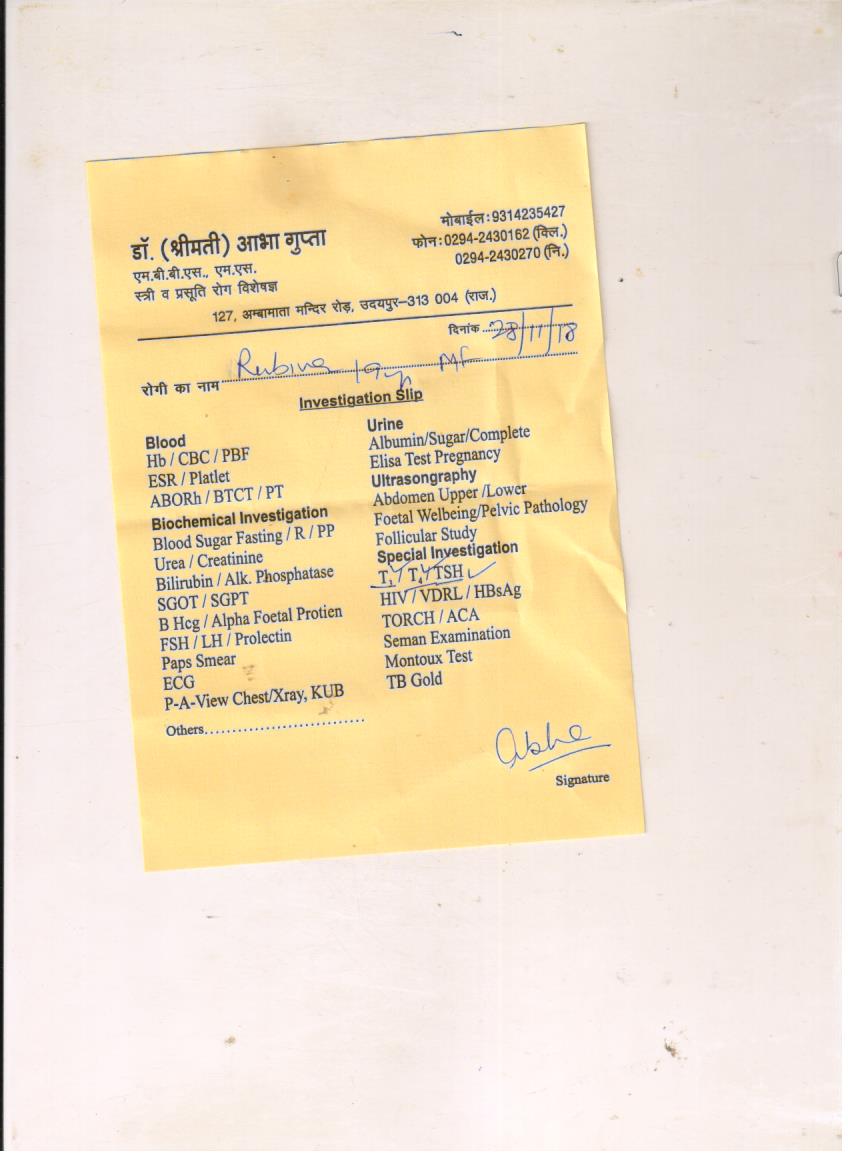 डॉ. (श्रीमती) आभा गुप्ता
एम.बी.बी.एस., एम.एस.
स्त्री व प्रसूति रोग विशेषज्ञ
मोबाईल:9314235427
फोन:0294-2430162 (क्लि.)
0294-2430270 (नि.)
127, अम्बामाता मन्दिर रोड़, उदयपुर-313 004 (राज.)
दिनांक 28/11/18
रोगी का नाम Rubina 19yr
Investigation Slip
Blood
Hb / CBC / PBF
ESR / Platlet
ABORh / BTCT / PT
Biochemical Investigation
Blood Sugar Fasting / R / PP
Urea / Creatinine
Bilirubin / Alk. Phosphatase
SGOT / SGPT
B Hcg / Alpha Foetal Protien
FSH / LH / Prolectin
Paps Smear
ECG
P-A-View Chest/Xray, KUB
Others............................
Urine
Albumin/Sugar/Complete
Elisa Test Pregnancy
Ultrasongraphy
Abdomen Upper /Lower
Foetal Welbeing/Pelvic Pathology
Follicular Study
Special Investigation
T3/ T4/ TSH
HIV / VDRL / HBsAg
TORCH / ACA
Seman Examination
Montoux Test
TB Gold
Abha
Signature